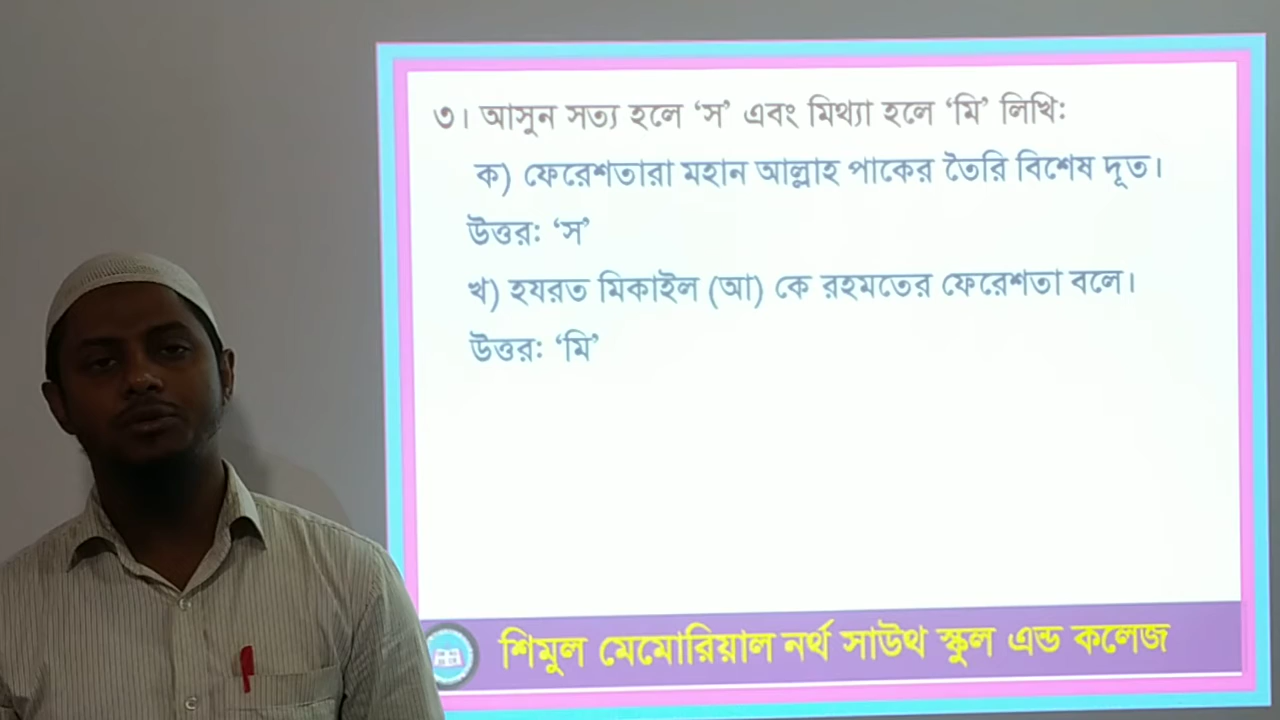 ৩। আসুন সত্য হলে ‘স’ এবং মিথ্যা হলে ‘মি’ লিখি:
ক) ফেরেশতারা মহান আল্লাহ পাকের তৈরি বিশেষ দূত।
উত্তর: ‘স’
খ) হযরত মিকাইল (আ) কে রহমতের ফেরেশতা বলে।
উত্তর: ‘মি’
শিমুল মেমোরিয়াল নর্থ সাউথ স্কুল এন্ড কলেজ